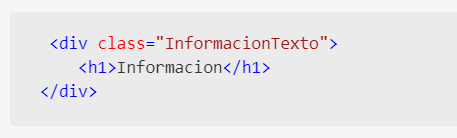 <div class="InformacionTexto">
<h1>Informacion</h1>
</div>